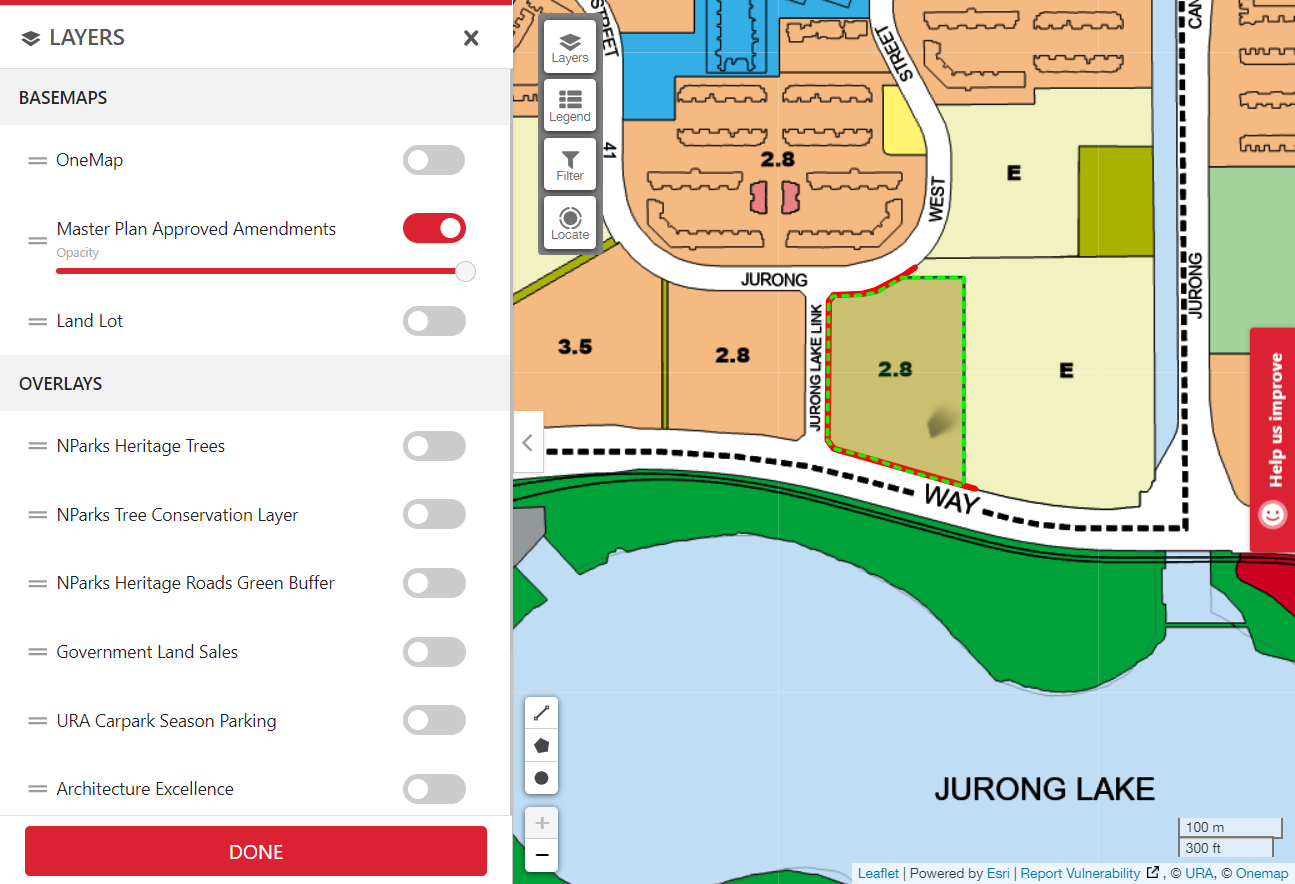 LAYERS
BASEMAPS
OneMap
Master Plan Approved Amendments
Opacity
Land Lot
OVERLAYS
NParks Heritage Trees
NParks Tree Conservation Layer
NParks Heritage Roads Green Buffer
Government Land Sales
URA Carpark Season Parking
Architecture Excellence
DONE
Layers
Legend
Filter
Locate
STREET
41
STREET
WEST
CAN
2.8
E
JURONG
JURONG
JURONG LAKE LINK
3.5
2.8
2.8
E
WAY
Help us improve
JURONG LAKE
+
−
100 m
300 ft
Leaflet | Powered by Esri | Report Vulnerability , © URA, © Onemap